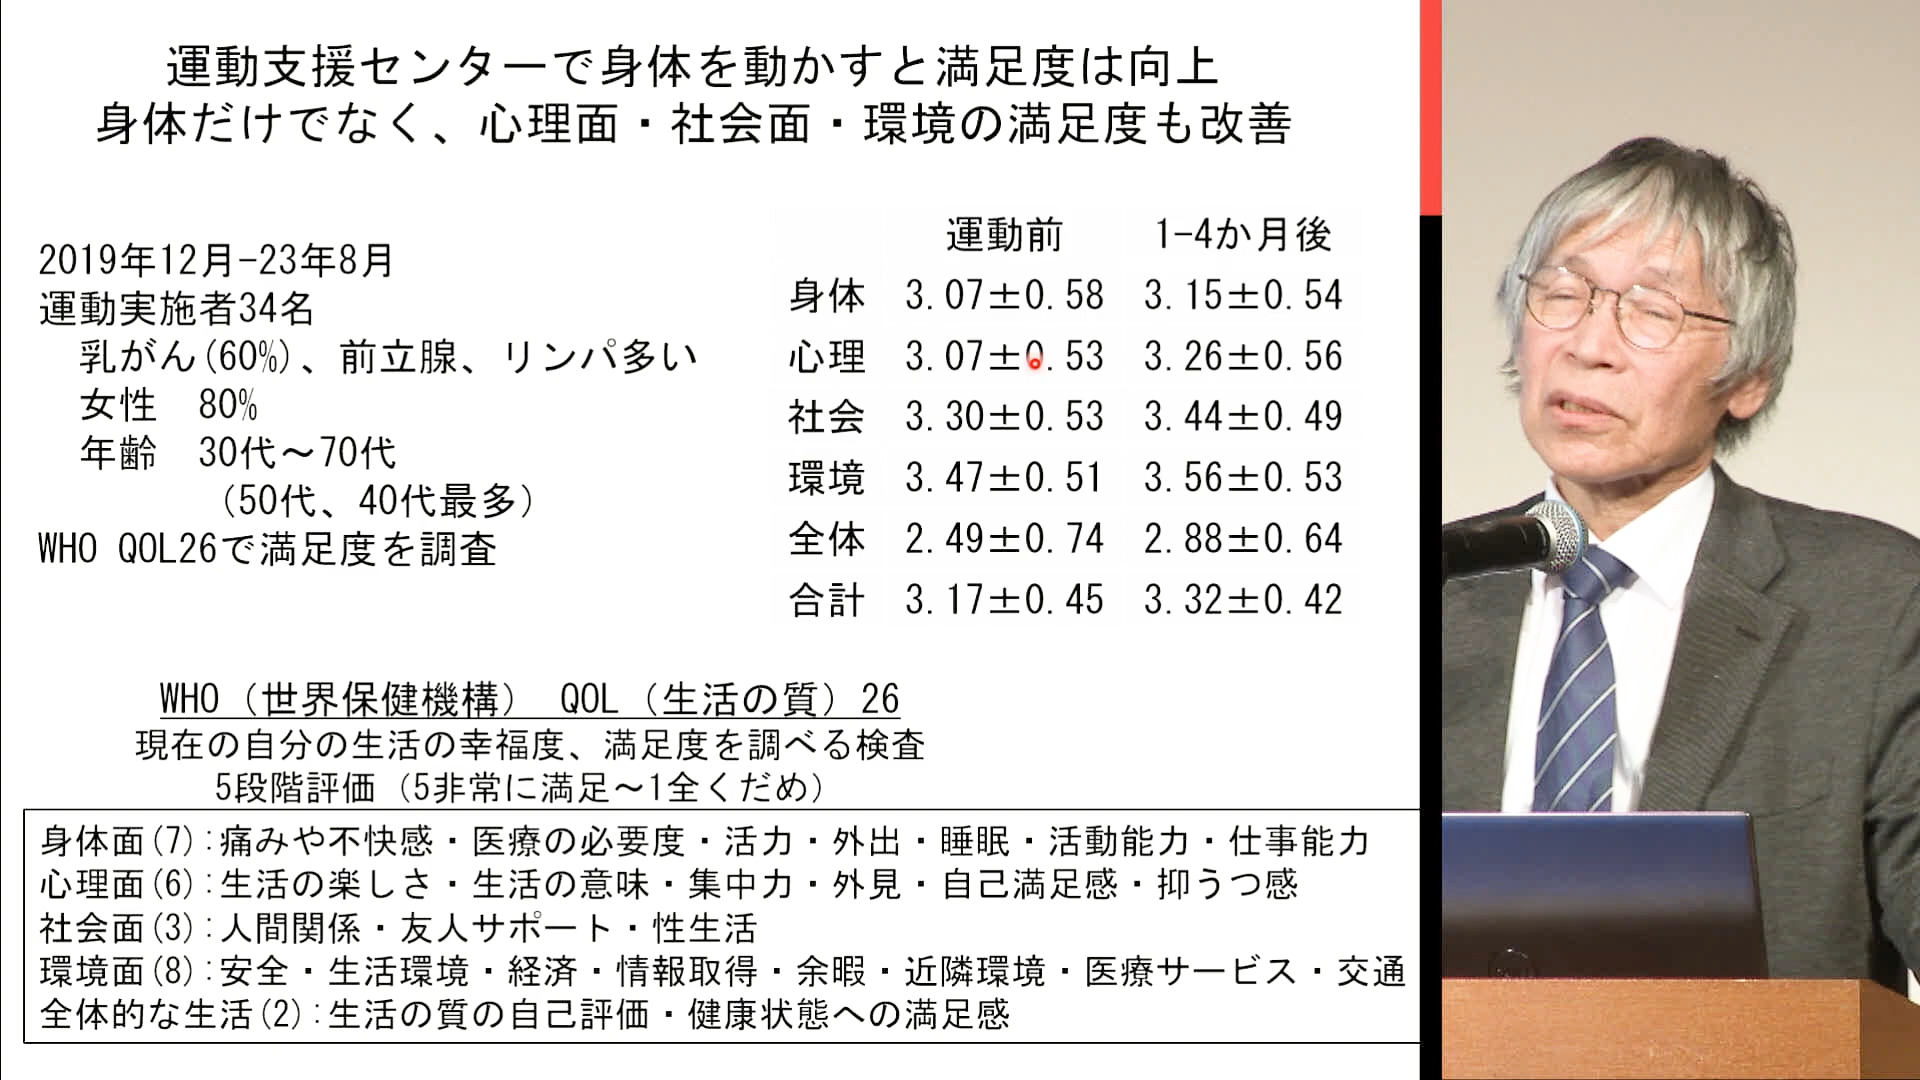 運動支援センターで身体を動かすと満足度は向上
身体だけでなく、心理面・社会面・環境の満足度も改善
2019年12月-23年8月
運動実施者34名
乳がん(60%)、前立腺、リンパ多い
女性 80%
年齢 30代～70代
(50代、40代最多)
WHO QOL26で満足度を調査
運動前 1-4か月後
身体 3.07±0.58 3.15±0.54
心理 3.07±0.53 3.26±0.56
社会 3.30±0.53 3.44±0.49
環境 3.47±0.51 3.56±0.53
全体 2.49±0.74 2.88±0.64
合計 3.17±0.45 3.32±0.42
WHO（世界保健機構） QOL（生活の質）26
現在の自分の生活の幸福度、満足度を調べる検査
5段階評価（5非常に満足～1全くだめ）
身体面(7):痛みや不快感・医療の必要度・活力・外出・睡眠・活動能力・仕事能力
心理面(6):生活の楽しさ・生活の意味・集中力・外見・自己満足感・抑うつ感
社会面(3):人間関係・友人サポート・性生活
環境面(8):安全・生活環境・経済・情報取得・余暇・近隣環境・医療サービス・交通
全体的な生活(2):生活の質の自己評価・健康状態への満足感